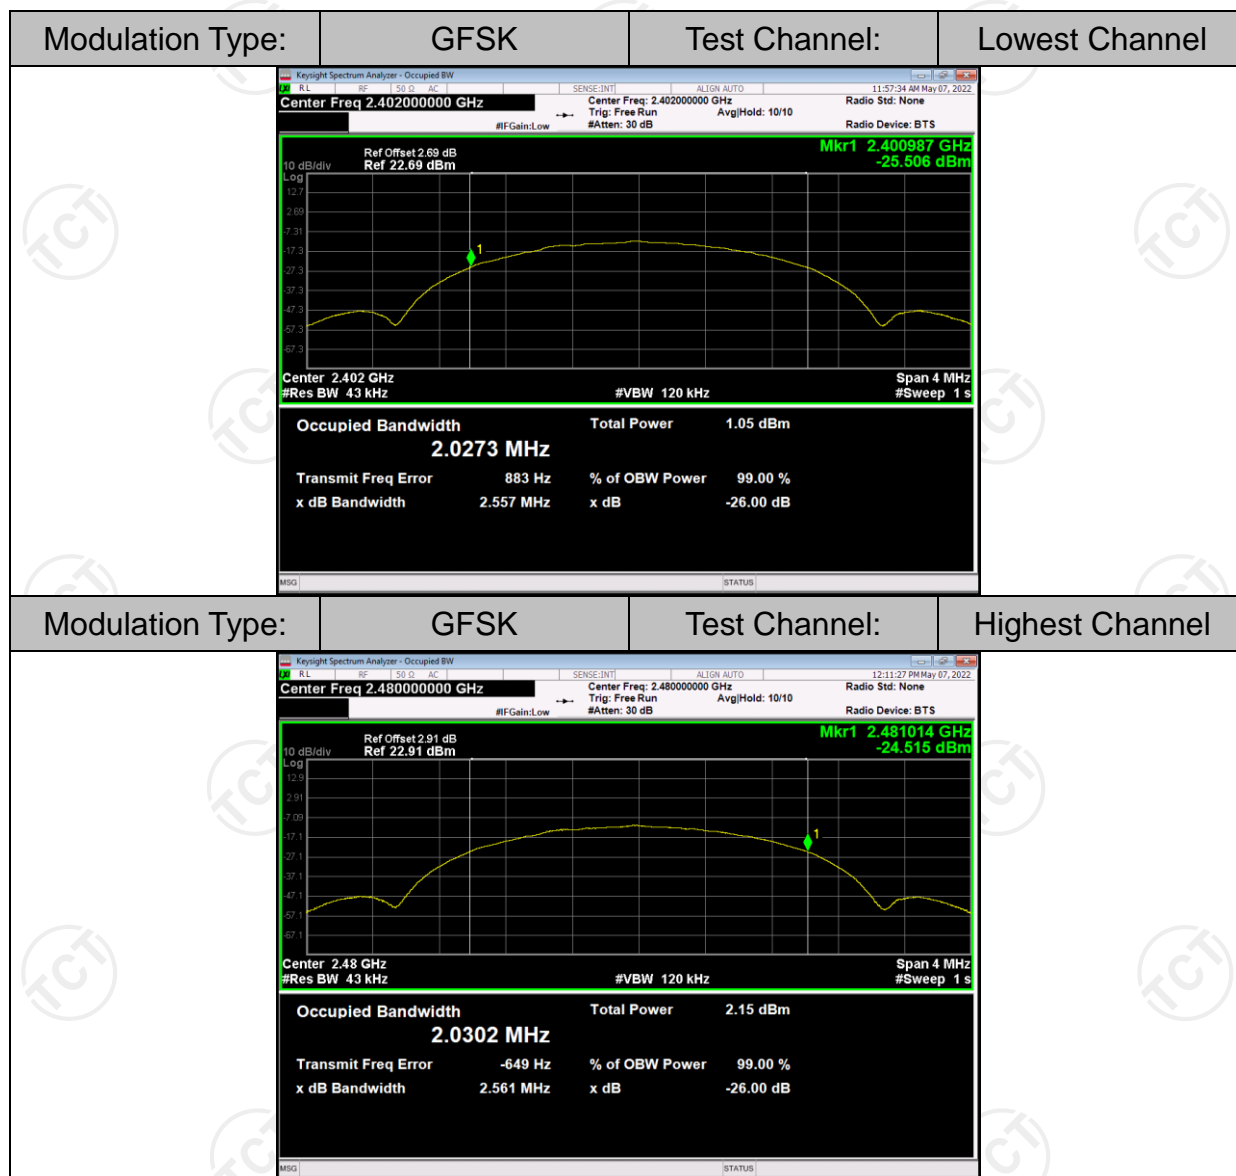 Modulation Type: GFSK Test Channel: Lowest Channel
Keysight Spectrum Analyzer - Occupied BW
RL RF 50 Ω AC SENSE:INT ALIGN AUTO 11:57:34 AM May 07, 2022
Center Freq 2.402000000 GHz Center Freq: 2.402000000 GHz Radio Std: None
Trig: Free Run Avg|Hold: 10/10
#IFGain:Low #Atten: 30 dB Radio Device: BTS
Mkr1 2.400987 GHz
Ref Offset 2.69 dB
10 dB/div Ref 22.69 dBm -25.506 dBm
Log
12.7
2.69
-7.31
1
-17.3
-27.3
-37.3
-47.3
-57.3
-67.3
Center 2.402 GHz Span 4 MHz
#Res BW 43 kHz #VBW 120 kHz #Sweep 1 s
Occupied Bandwidth Total Power 1.05 dBm
2.0273 MHz
Transmit Freq Error 883 Hz % of OBW Power 99.00 %
x dB Bandwidth 2.557 MHz x dB -26.00 dB
MSG STATUS
Modulation Type: GFSK Test Channel: Highest Channel
Keysight Spectrum Analyzer - Occupied BW
RL RF 50 Ω AC SENSE:INT ALIGN AUTO 12:11:27 PM May 07, 2022
Center Freq 2.480000000 GHz Center Freq: 2.480000000 GHz Radio Std: None
Trig: Free Run Avg|Hold: 10/10
#IFGain:Low #Atten: 30 dB Radio Device: BTS
Mkr1 2.481014 GHz
Ref Offset 2.91 dB
10 dB/div Ref 22.91 dBm -24.515 dBm
Log
12.9
2.91
-7.09
1
-17.1
-27.1
-37.1
-47.1
-57.1
-67.1
Center 2.48 GHz Span 4 MHz
#Res BW 43 kHz #VBW 120 kHz #Sweep 1 s
Occupied Bandwidth Total Power 2.15 dBm
2.0302 MHz
Transmit Freq Error -649 Hz % of OBW Power 99.00 %
x dB Bandwidth 2.561 MHz x dB -26.00 dB
MSG STATUS
TCT
TCT
TCT
TCT
TCT
TCT
TCT
TCT
TCT
TCT
TCT
TCT